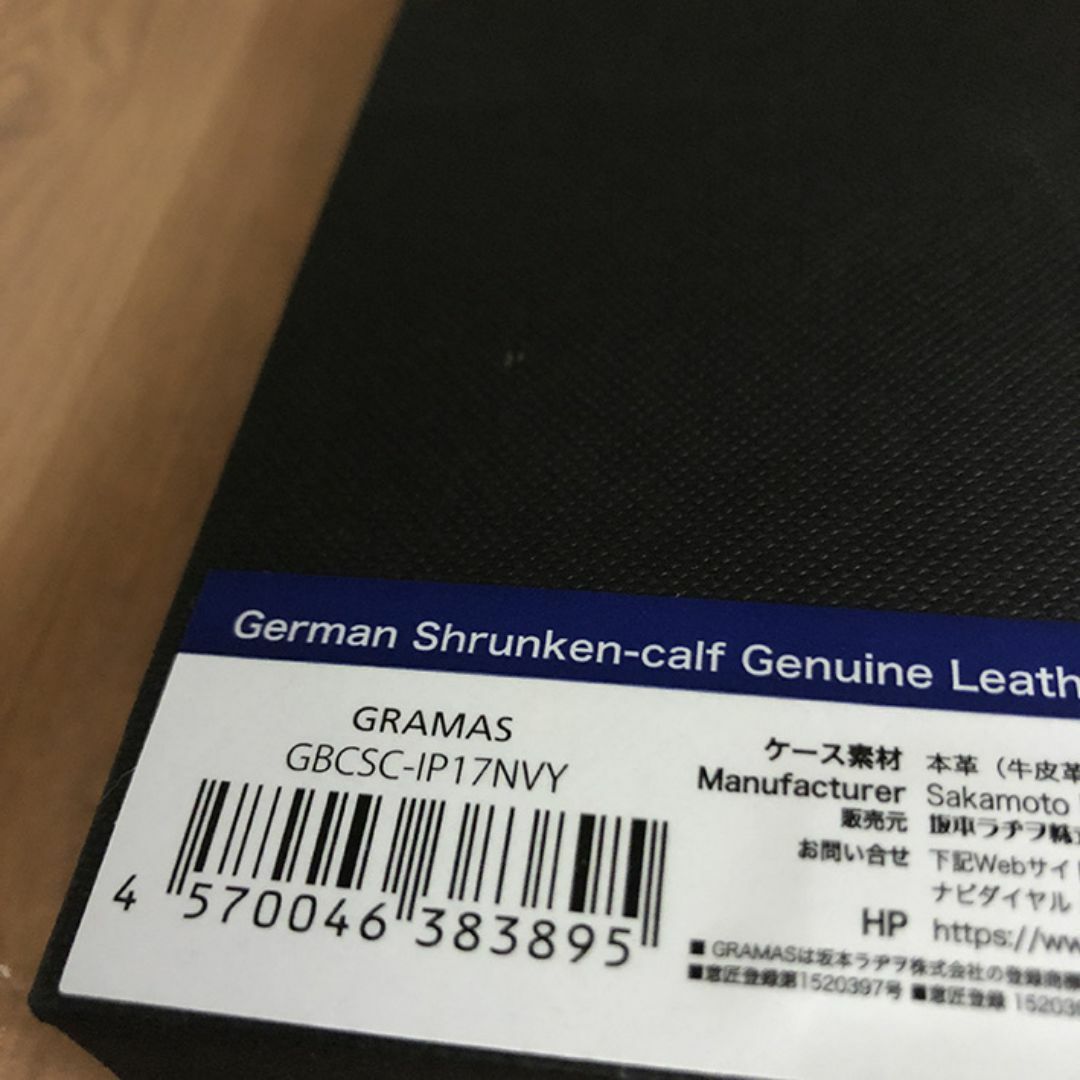 German Shrunken-calf Genuine Leath
GRAMAS
GBCSC-IP17NVY
4 570046 383895
ケース素材 本革（牛皮革
Manufacturer Sakamoto
販売元 坂本ラヂヲ株式
お問い合せ 下記Webサイト
ナビダイヤル
HP https://ww
■ GRAMASは坂本ラヂヲ株式会社の登録商標
■意匠登録第1520397号 ■意匠登録 152039